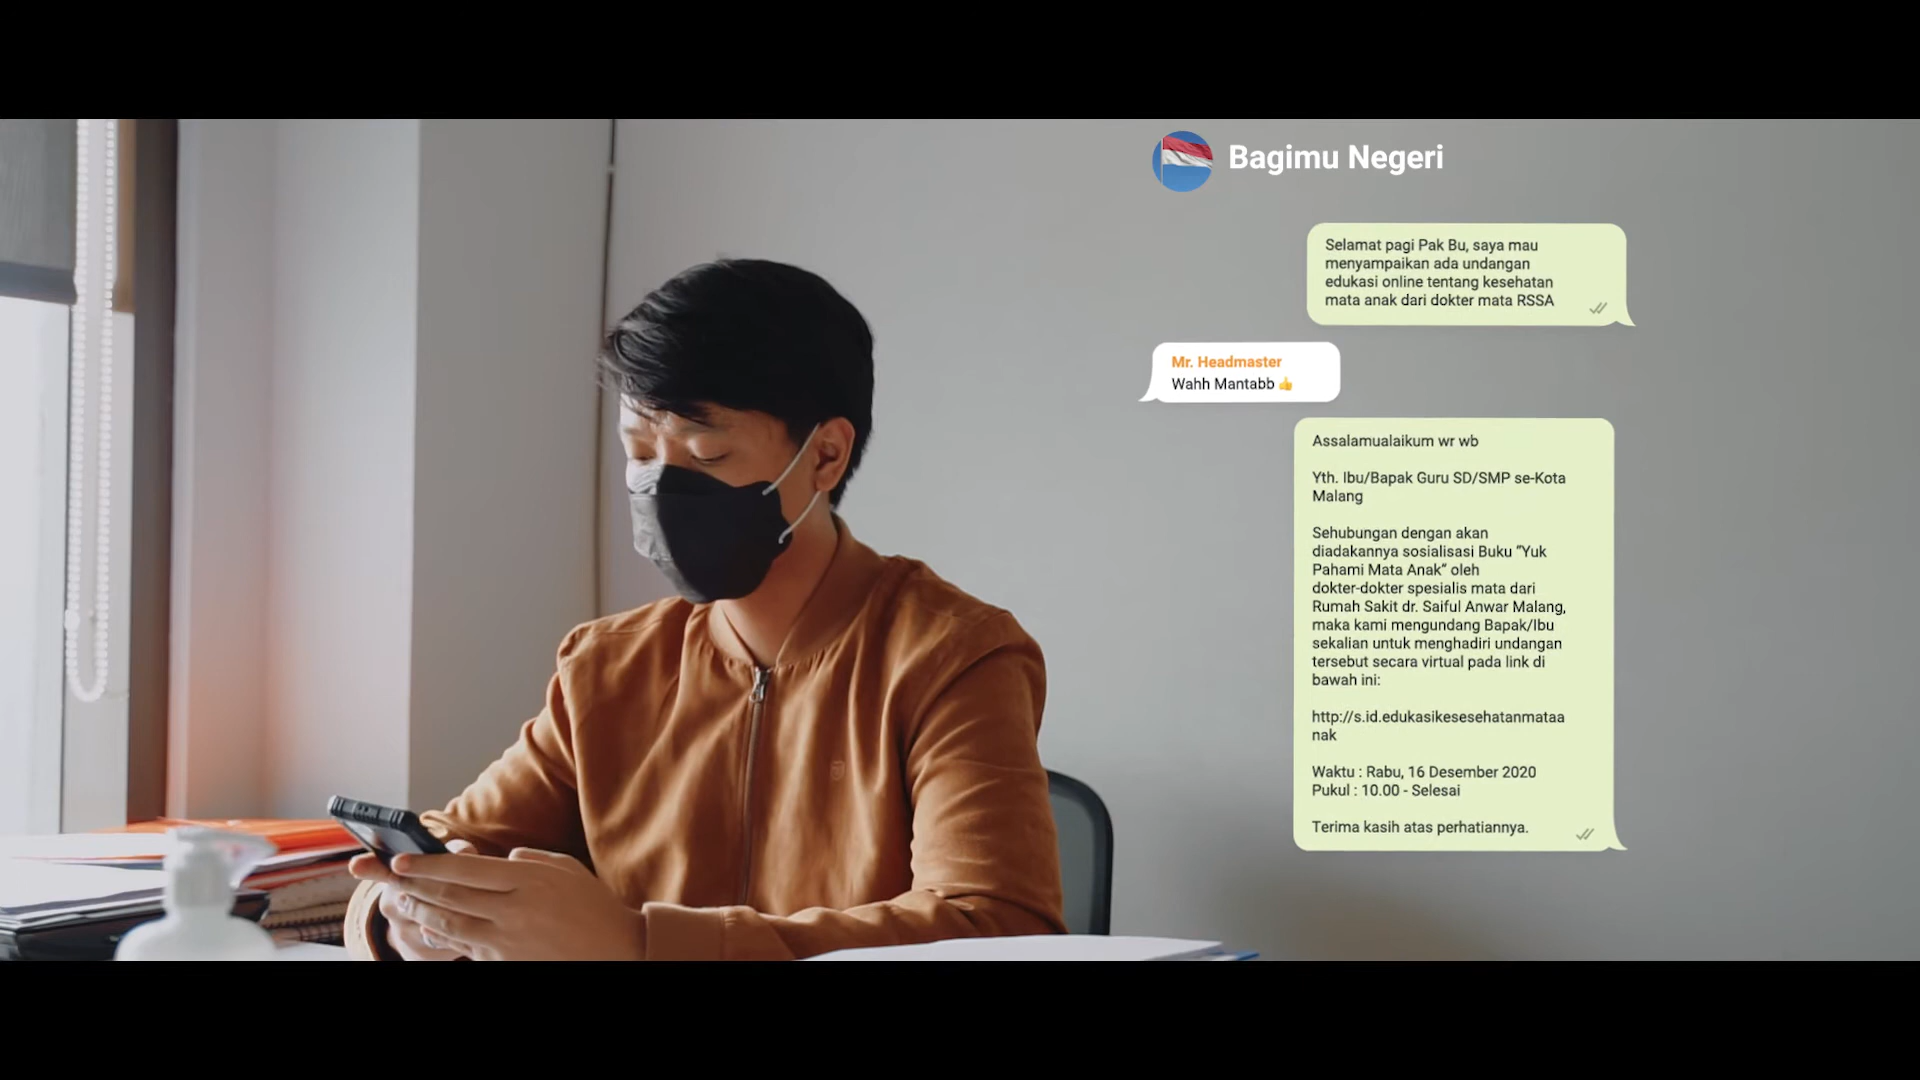 Bagimu Negeri
Selamat pagi Pak Bu, saya mau
menyampaikan ada undangan
edukasi online tentang kesehatan
mata anak dari dokter mata RSSA
Mr. Headmaster
Wahh Mantabb 👍
Assalamualaikum wr wb
Yth. Ibu/Bapak Guru SD/SMP se-Kota
Malang
Sehubungan dengan akan
diadakannya sosialisasi Buku "Yuk
Pahami Mata Anak" oleh
dokter-dokter spesialis mata dari
Rumah Sakit dr. Saiful Anwar Malang,
maka kami mengundang Bapak/Ibu
sekalian untuk menghadiri undangan
tersebut secara virtual pada link di
bawah ini:
http://s.id.edukasikesesehatanmataa
nak
Waktu : Rabu, 16 Desember 2020
Pukul : 10.00 - Selesai
Terima kasih atas perhatiannya.